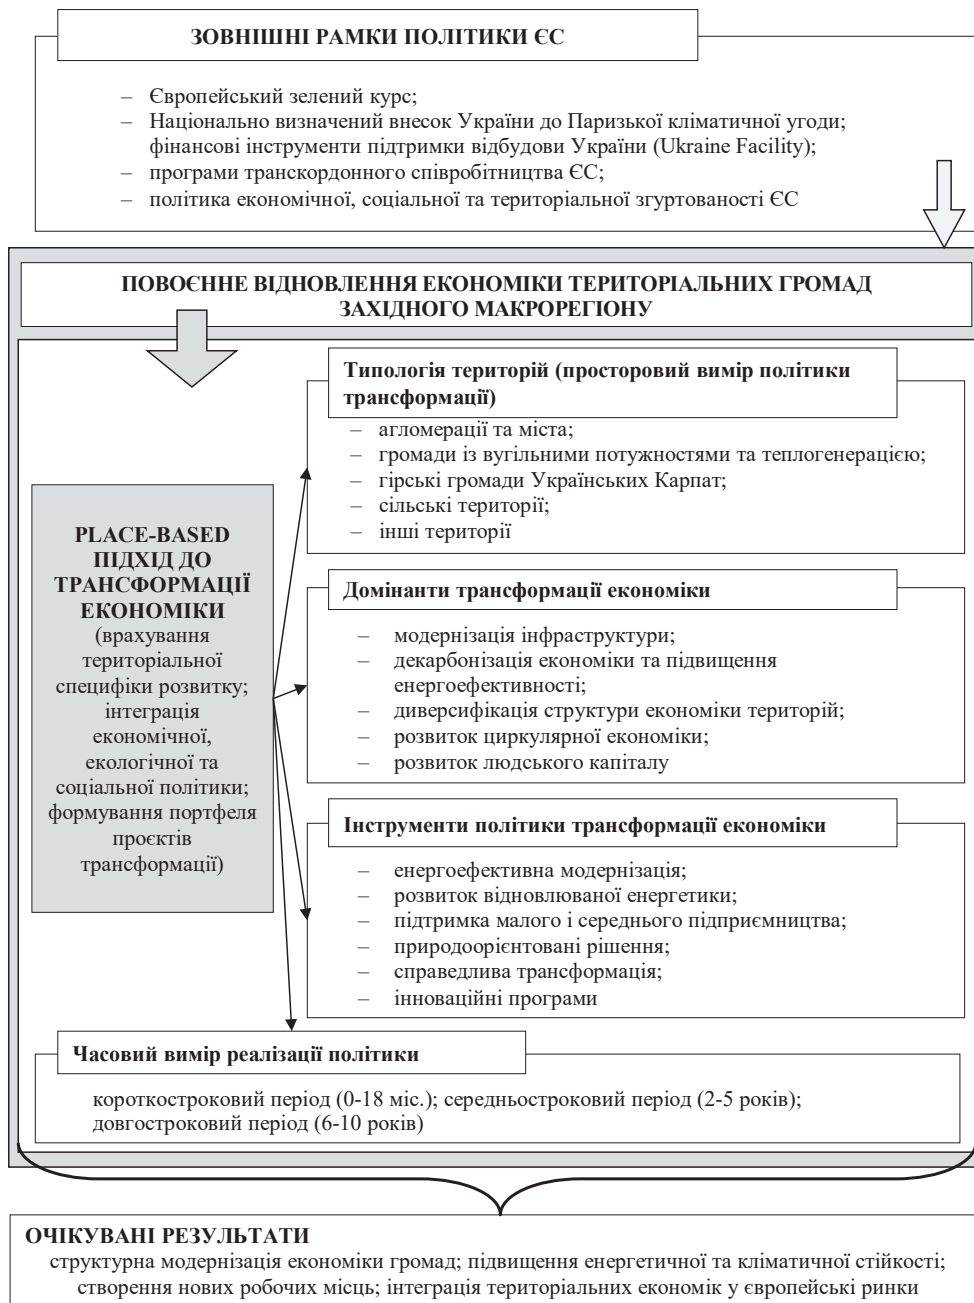 ЗОВНІШНІ РАМКИ ПОЛІТИКИ ЄС
– Європейський зелений курс;
– Національно визначений внесок України до Паризької кліматичної угоди;
фінансові інструменти підтримки відбудови України (Ukraine Facility);
– програми транскордонного співробітництва ЄС;
– політика економічної, соціальної та територіальної згуртованості ЄС
ПОВОЄННЕ ВІДНОВЛЕННЯ ЕКОНОМІКИ ТЕРИТОРІАЛЬНИХ ГРОМАД
ЗАХІДНОГО МАКРОРЕГІОНУ
PLACE-BASED
ПІДХІД ДО
ТРАНСФОРМАЦІЇ
ЕКОНОМІКИ
(врахування
територіальної
специфіки розвитку;
інтеграція
економічної,
екологічної та
соціальної політики;
формування портфеля
проєктів
трансформації)
Типологія територій (просторовий вимір політики
трансформації)
– агломерації та міста;
– громади із вугільними потужностями та теплогенерацією;
– гірські громади Українських Карпат;
– сільські території;
– інші території
Домінанти трансформації економіки
– модернізація інфраструктури;
– декарбонізація економіки та підвищення
енергоефективності;
– диверсифікація структури економіки територій;
– розвиток циркулярної економіки;
– розвиток людського капіталу
Інструменти політики трансформації економіки
– енергоефективна модернізація;
– розвиток відновлюваної енергетики;
– підтримка малого і середнього підприємництва;
– природоорієнтовані рішення;
– справедлива трансформація;
– інноваційні програми
Часовий вимір реалізації політики
короткостроковий період (0-18 міс.); середньостроковий період (2-5 років);
довгостроковий період (6-10 років)
ОЧІКУВАНІ РЕЗУЛЬТАТИ
структурна модернізація економіки громад; підвищення енергетичної та кліматичної стійкості;
створення нових робочих місць; інтеграція територіальних економік у європейські ринки